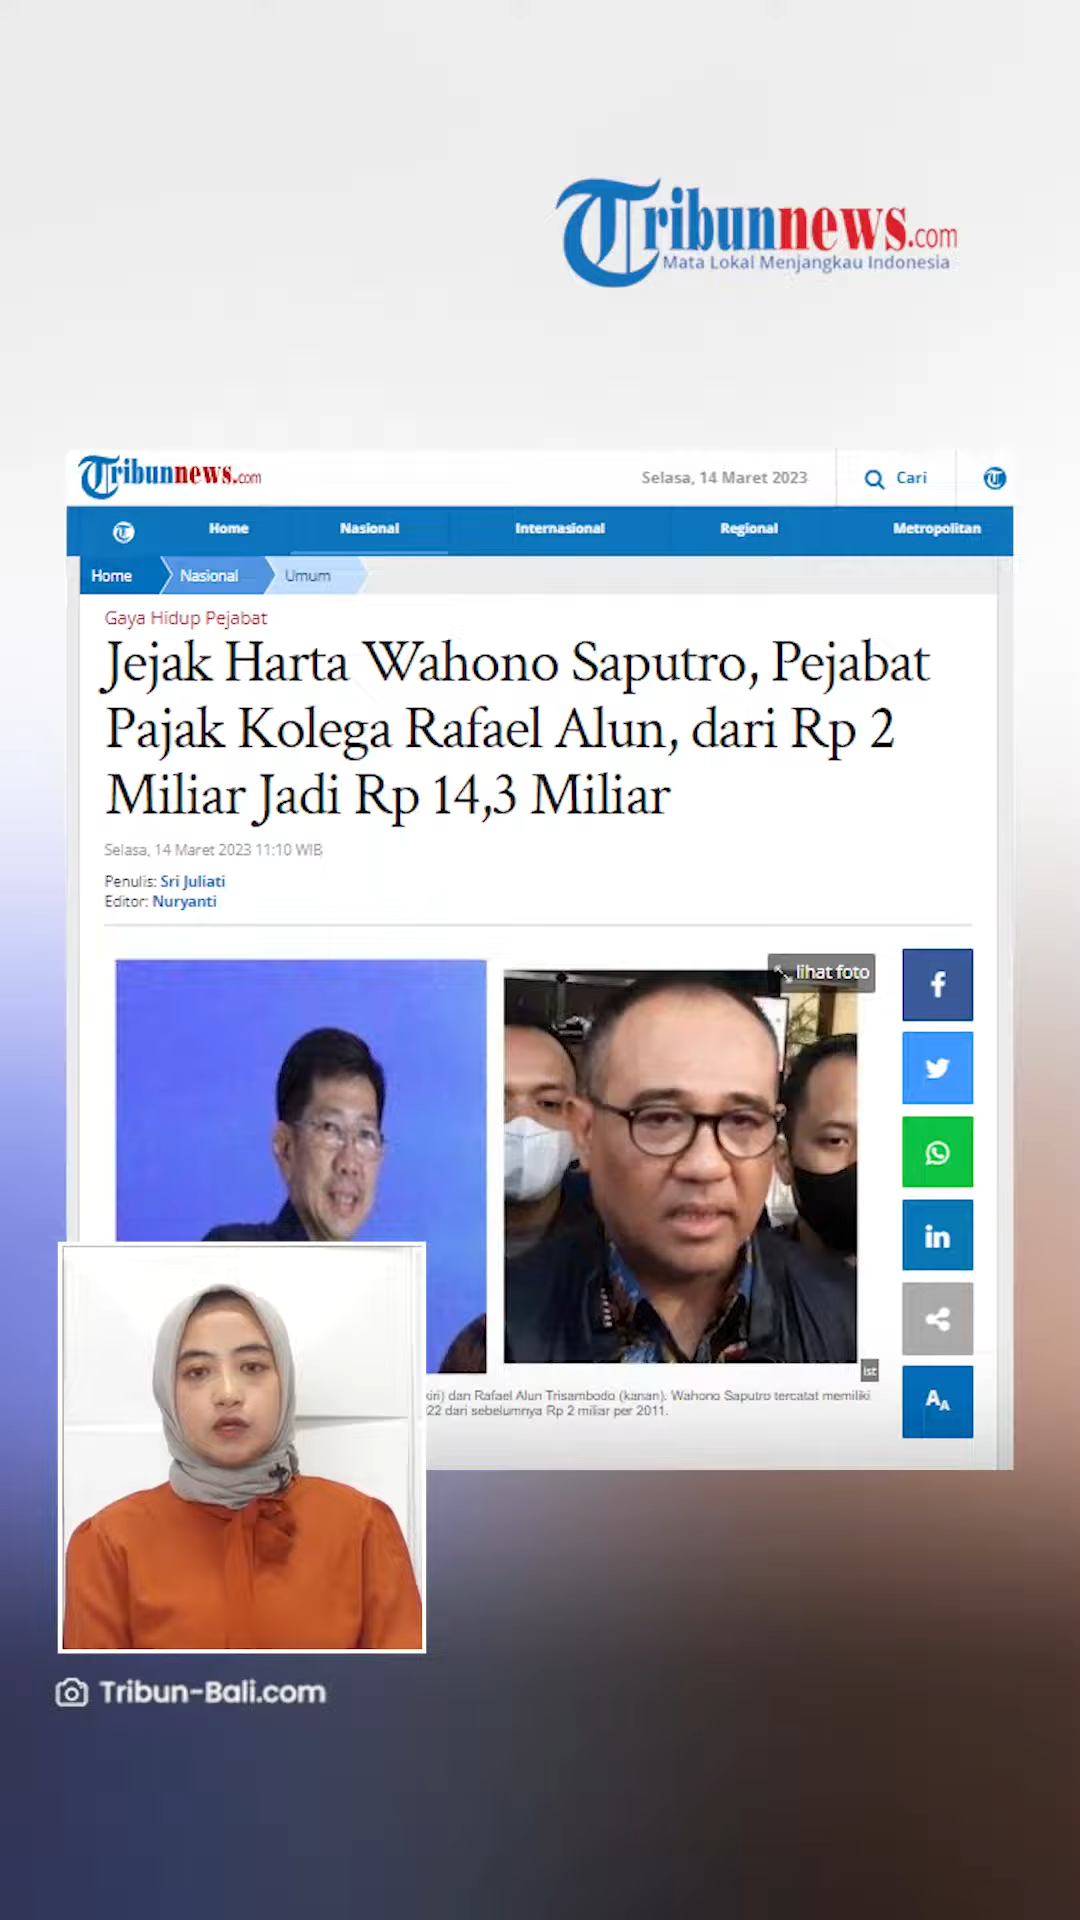 Tribunnews.com
Mata Lokal Menjangkau Indonesia
Tribunnews.com
Selasa, 14 Maret 2023
Cari
Home
Nasional
Internasional
Regional
Metropolitan
Home
Nasional
Umum
Gaya Hidup Pejabat
Jejak Harta Wahono Saputro, Pejabat
Pajak Kolega Rafael Alun, dari Rp 2
Miliar Jadi Rp 14,3 Miliar
Selasa, 14 Maret 2023 11:10 WIB
Penulis: Sri Juliati
Editor: Nuryanti
lihat foto
ist
dan Rafael Alun Trisambodo (kanan). Wahono Saputro tercatat memiliki
22 dari sebelumnya Rp 2 miliar per 2011.
AA
Tribun-Bali.com